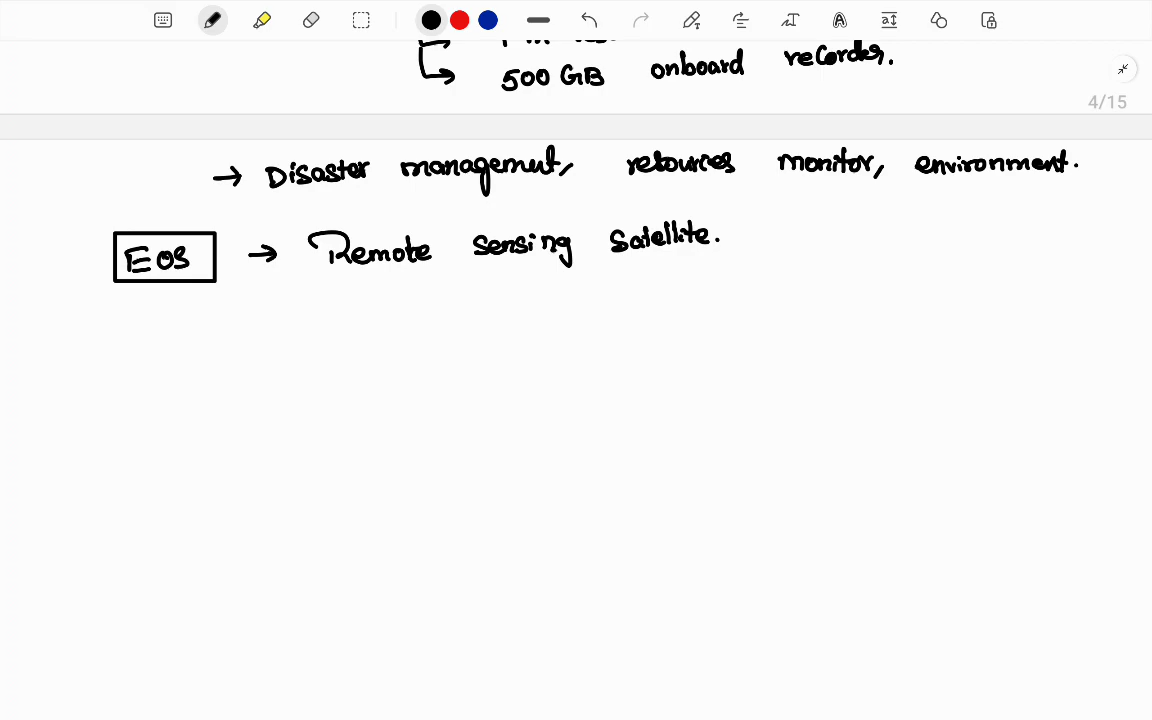 500 GB onboard recorder.
4/15
→ Disaster management, resources monitor, environment.
EOS → Remote Sensing Satellite.